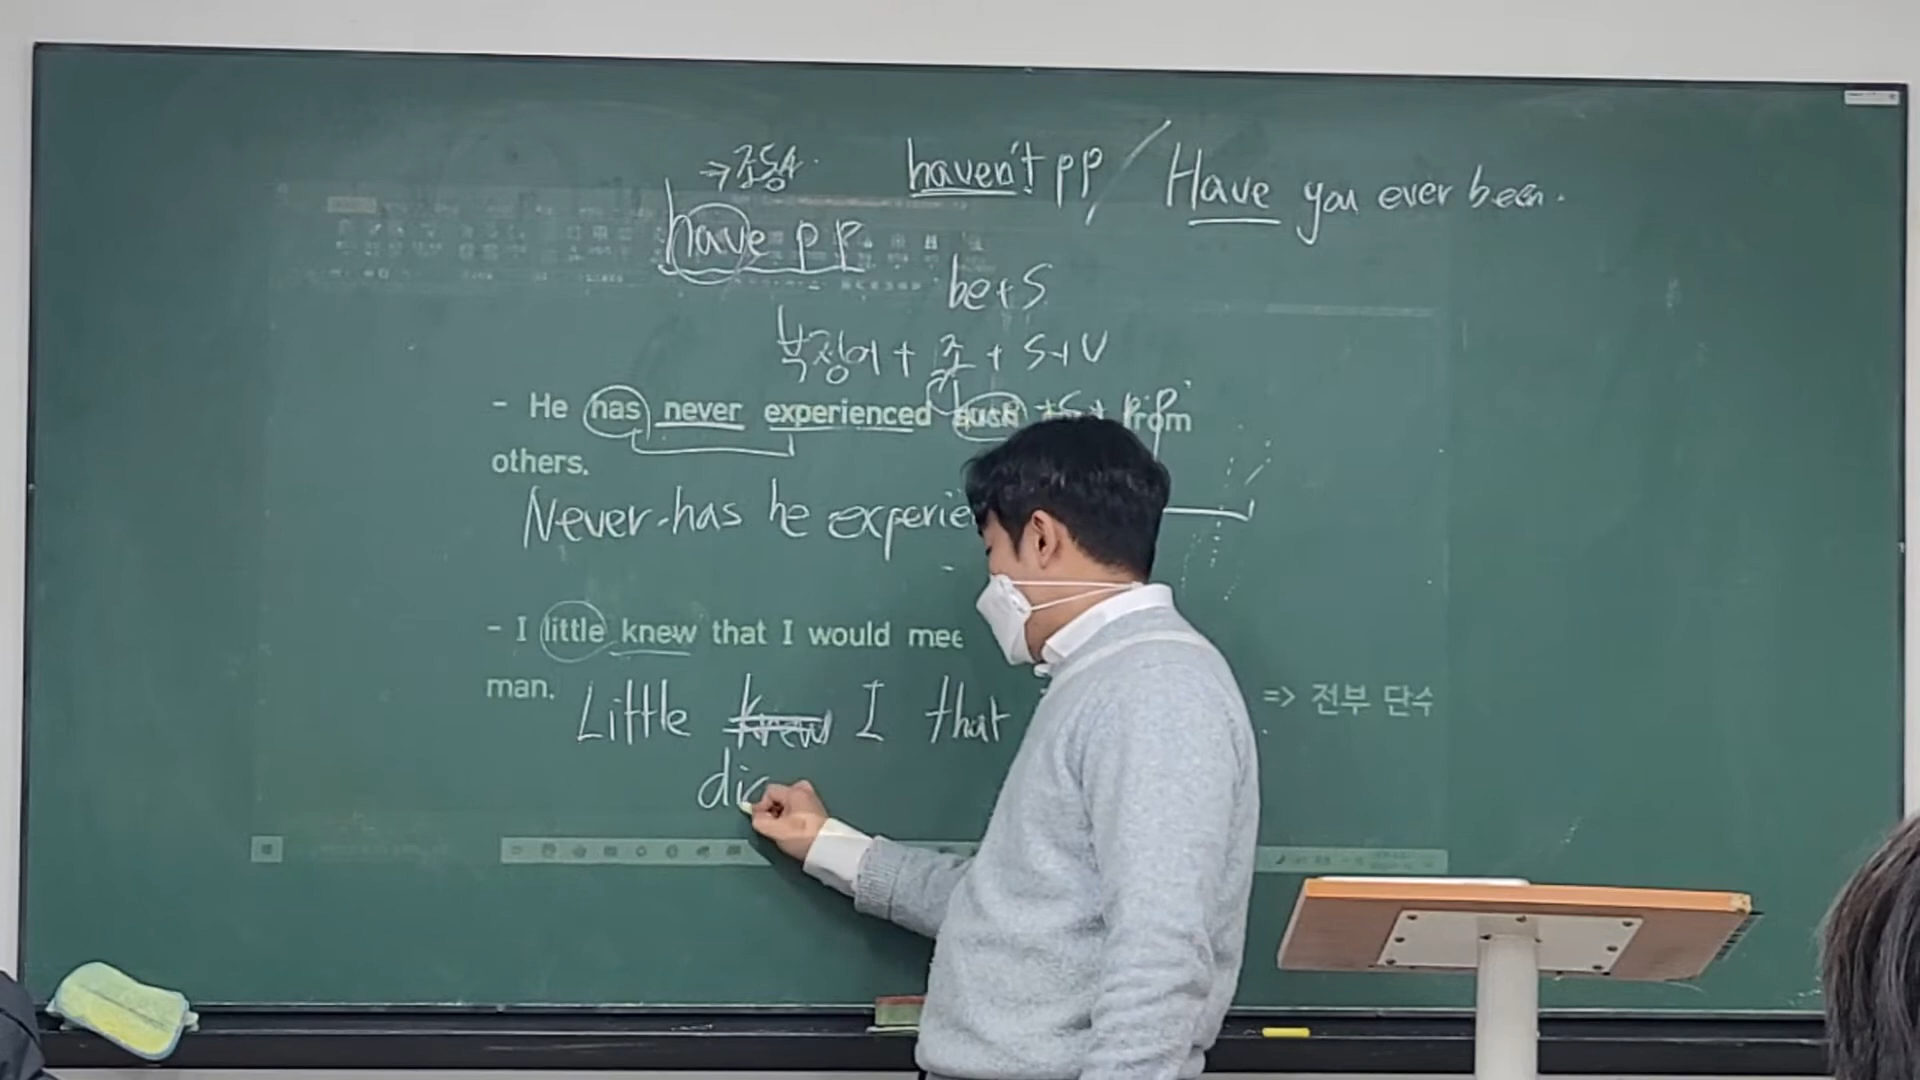 ⇒조동사. haven't pp / Have you ever been.
have pp
be+S
부정어 + 조 + S+V
- He has never experienced such from
+S+ pp
others.
Never has he experie
- I little knew that I would mee
man. Little knew I that => 전부 단수
dic